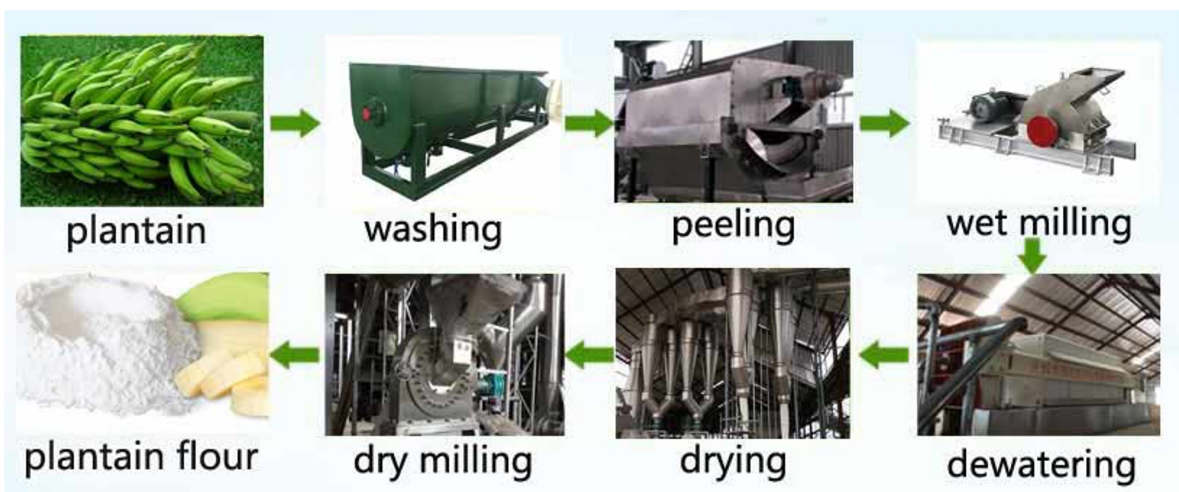 plantain
washing
peeling
wet milling
dewatering
drying
dry milling
plantain flour